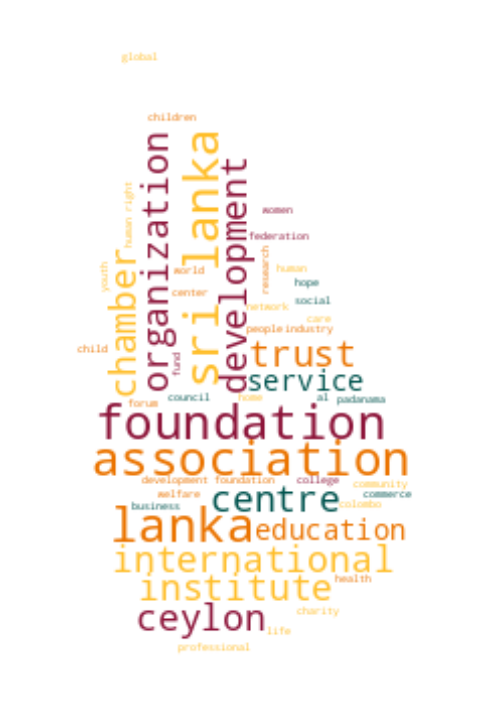 global
children
organization
sri lanka
development
human right
women
federation
chamber
youth
research
world
human
hope
center
social
network
care
people
industry
child
trust
fund
service
council
home
al
padanama
forum
foundation
association
development foundation
college
community
welfare
centre
commerce
business
colombo
lanka
education
international
institute
health
ceylon
charity
life
professional